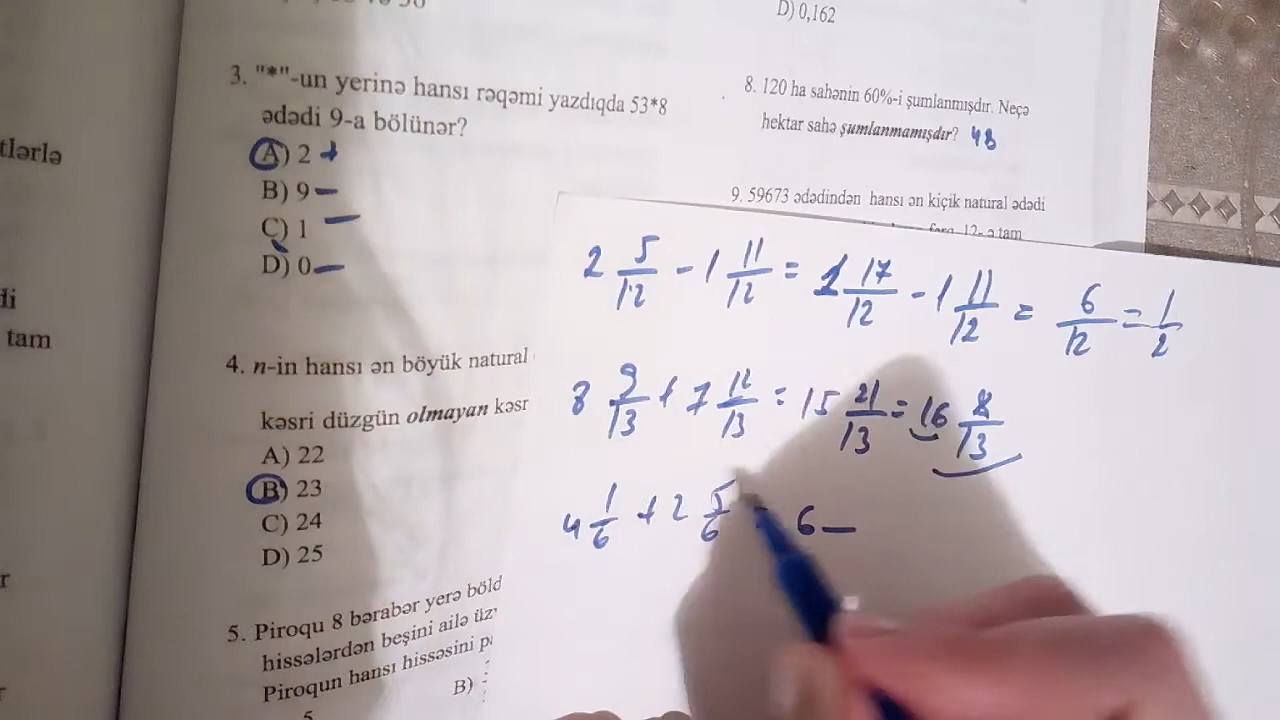 D) 0,162
3. "*"-un yerinə hansı rəqəmi yazdıqda 53*8
ədədi 9-a bölünər?
A) 2 +
B) 9 –
C) 1 –
D) 0 –
4. n-in hansı ən böyük natural
kəsri düzgün olmayan kəsr
A) 22
B) 23
C) 24
D) 25
5. Piroqu 8 bərabər yerə böld
hissələrdən beşini ailə üz
Piroqun hansı hissəsini p
B)
8. 120 ha sahənin 60%-i şumlanmışdır. Neçə
hektar sahə şumlanmamışdır? 48
9. 59673 ədədindən hansı ən kiçik natural ədədi
2 5/12 - 1 11/12 = 1 17/12 - 1 11/12 = 6/12 = 1/2
8 9/13 + 7 12/13 = 15 21/13 = 16 8/13
4 1/6 + 2 5/6 = 6 —
tlərlə
di
tam
r